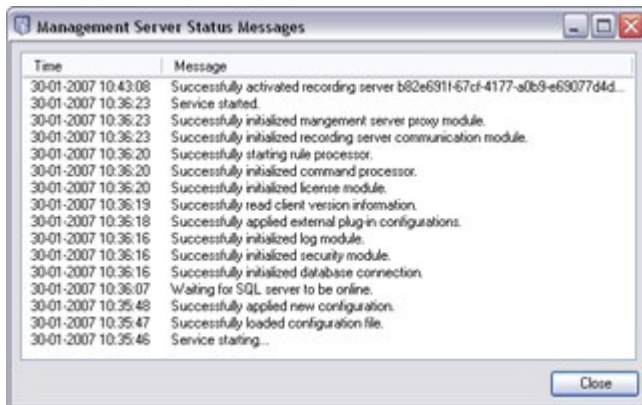 Management Server Status Messages
Time Message
30-01-2007 10:43:08 Successfully activated recording server b82e691f-67cf-4177-a0b9-e69077d4d...
30-01-2007 10:36:23 Service started.
30-01-2007 10:36:23 Successfully initialized mangement server proxy module.
30-01-2007 10:36:23 Successfully initialized recording server communication module.
30-01-2007 10:36:20 Successfully starting rule processor.
30-01-2007 10:36:20 Successfully initialized command processor.
30-01-2007 10:36:20 Successfully initialized license module.
30-01-2007 10:36:19 Successfully read client version information.
30-01-2007 10:36:18 Successfully applied external plug-in configurations.
30-01-2007 10:36:16 Successfully initialized log module.
30-01-2007 10:36:16 Successfully initialized security module.
30-01-2007 10:36:16 Successfully initialized database connection.
30-01-2007 10:36:07 Waiting for SQL server to be online.
30-01-2007 10:35:48 Successfully applied new configuration.
30-01-2007 10:35:47 Successfully loaded configuration file.
30-01-2007 10:35:46 Service starting...
Close